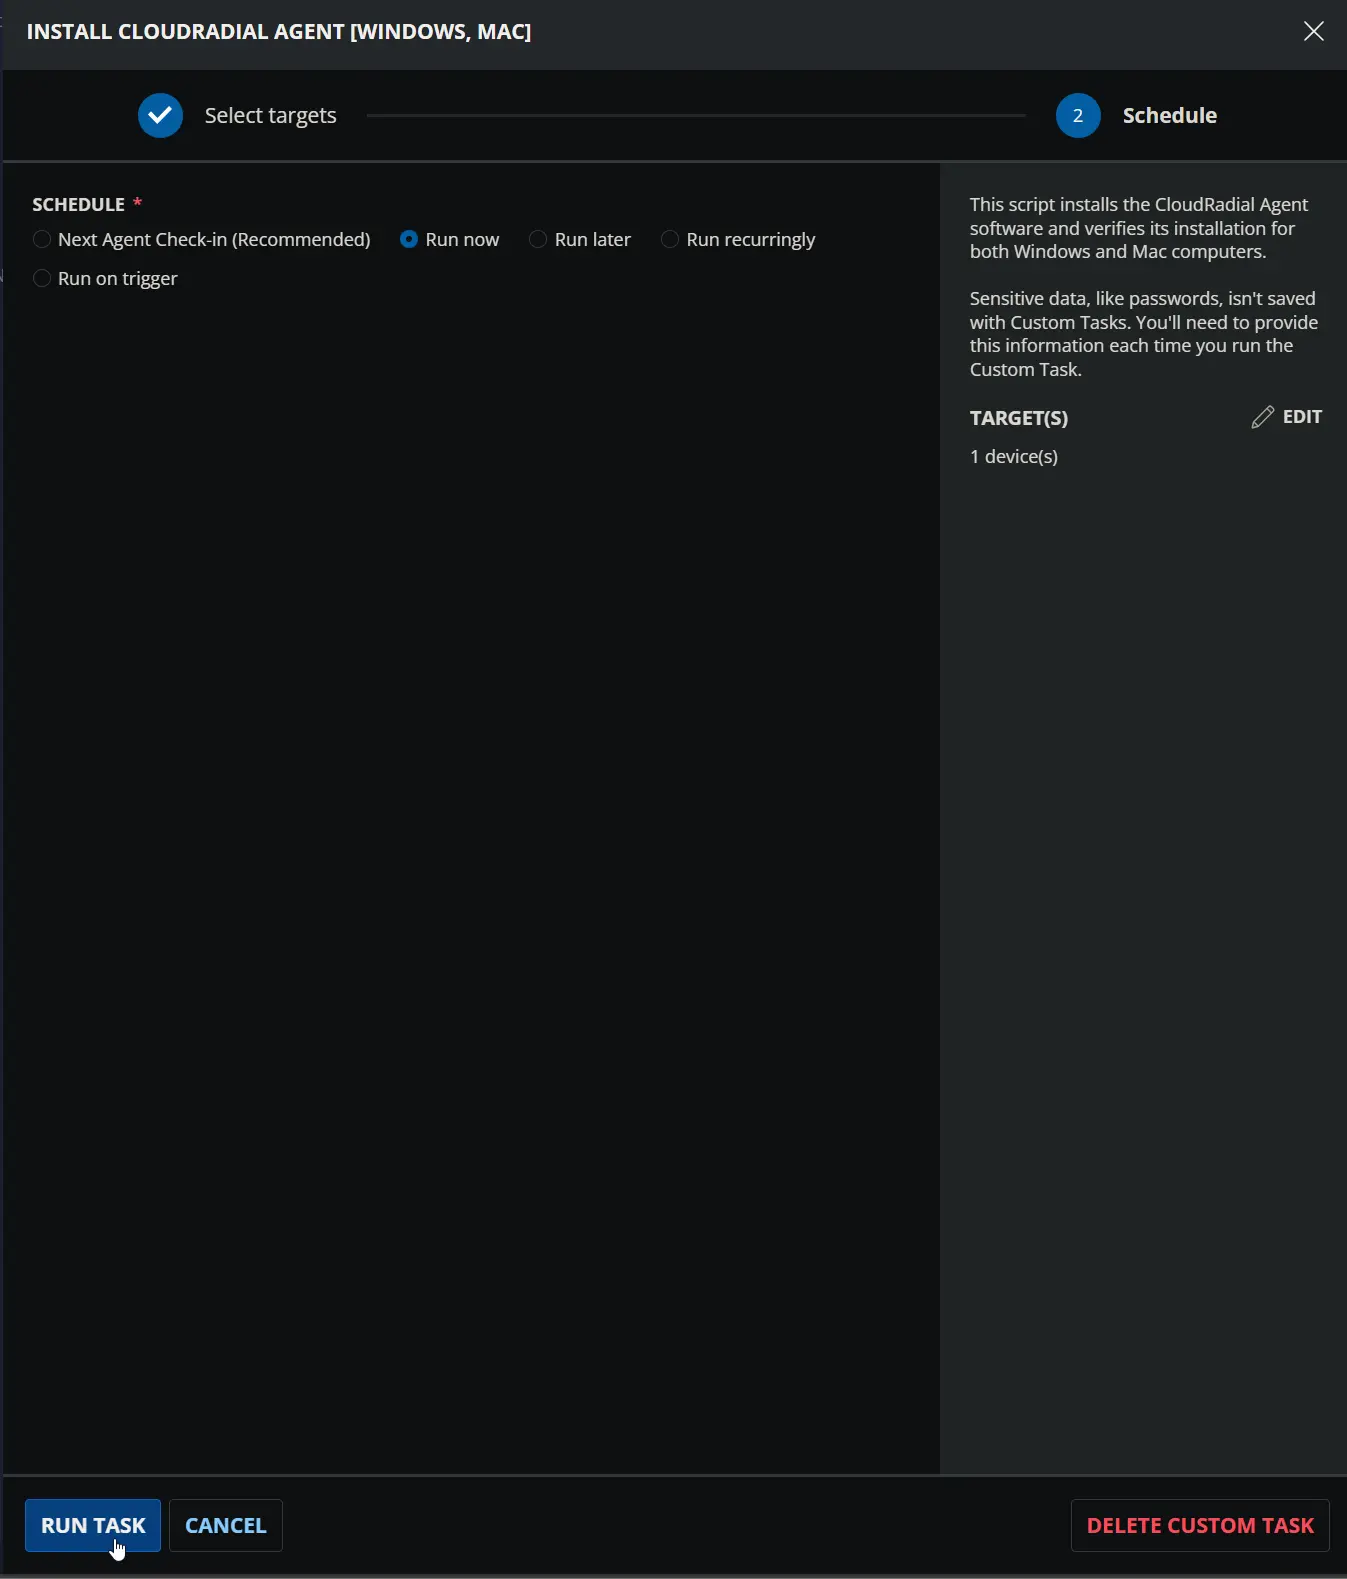 INSTALL CLOUDRADIAL AGENT [WINDOWS, MAC]
Select targets
2
Schedule
SCHEDULE *
Next Agent Check-in (Recommended)
Run now
Run later
Run recurringly
Run on trigger
This script installs the CloudRadial Agent
software and verifies its installation for
both Windows and Mac computers.
Sensitive data, like passwords, isn't saved
with Custom Tasks. You'll need to provide
this information each time you run the
Custom Task.
TARGET(S)
EDIT
1 device(s)
RUN TASK
CANCEL
DELETE CUSTOM TASK